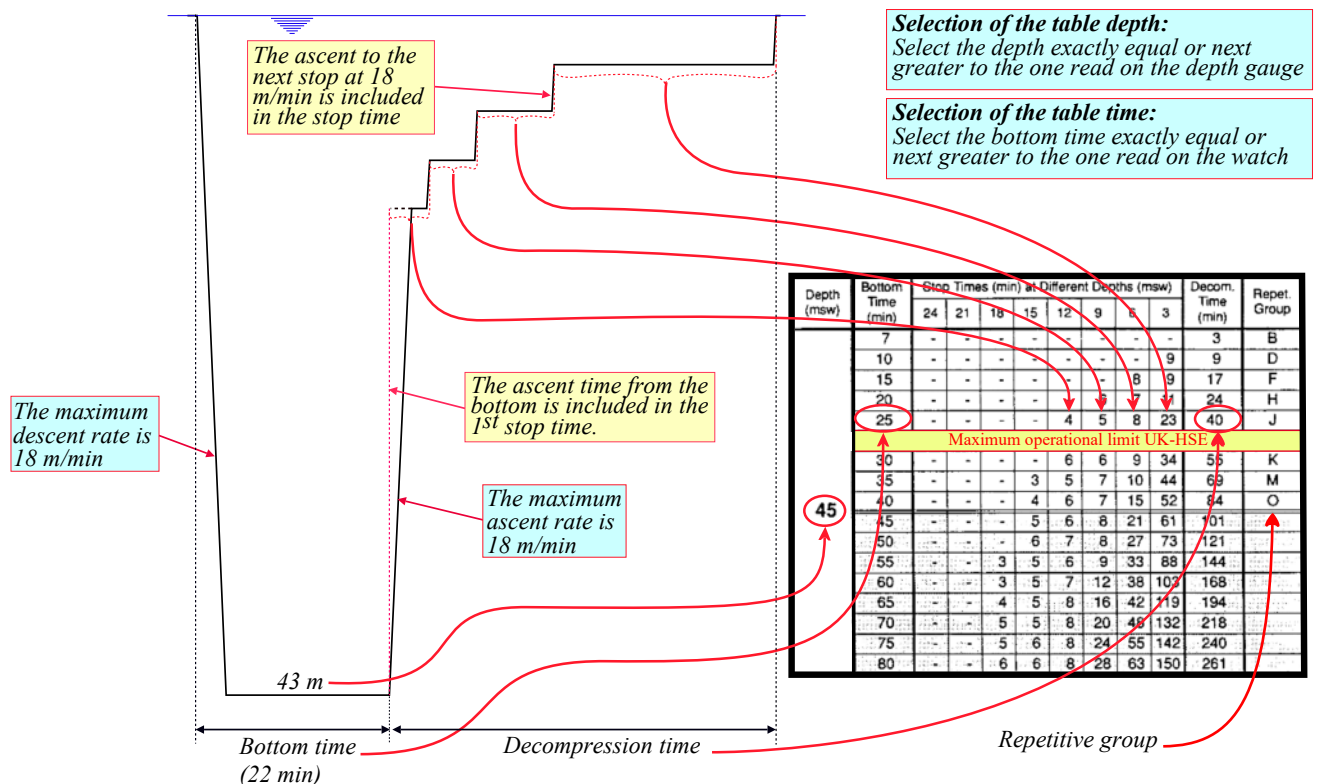 Selection of the table depth:
Select the depth exactly equal or next
greater to the one read on the depth gauge
Selection of the table time:
Select the bottom time exactly equal or
next greater to the one read on the watch
The ascent to the
next stop at 18
m/min is included
in the stop time
The ascent time from the
bottom is included in the
1st stop time.
The maximum
descent rate is
18 m/min
The maximum
ascent rate is
18 m/min
43 m
Bottom time
(22 min)
Decompression time
Repetitive group
Depth (msw) Bottom Time (min) Stop Times (min) at Different Depths (msw) Decom. Time (min) Repet. Group
24 21 18 15 12 9 6 3
45
7 - - - - - - - - 3 B
10 - - - - - - - 9 9 D
15 - - - - - - 8 9 17 F
20 - - - - - 6 7 11 24 H
25 - - - - 4 5 8 23 40 J
Maximum operational limit UK-HSE
30 - - - - 6 6 9 34 55 K
35 - - - 3 5 7 10 44 69 M
40 - - - 4 6 7 15 52 84 O
45 - - - 5 6 8 21 61 101
50 - - - 6 7 8 27 73 121
55 - - 3 5 6 9 33 88 144
60 - - 3 5 7 12 38 103 168
65 - - 4 5 8 16 42 119 194
70 - - 5 5 8 20 48 132 218
75 - - 5 6 8 24 55 142 240
80 - - 6 6 8 28 63 150 261